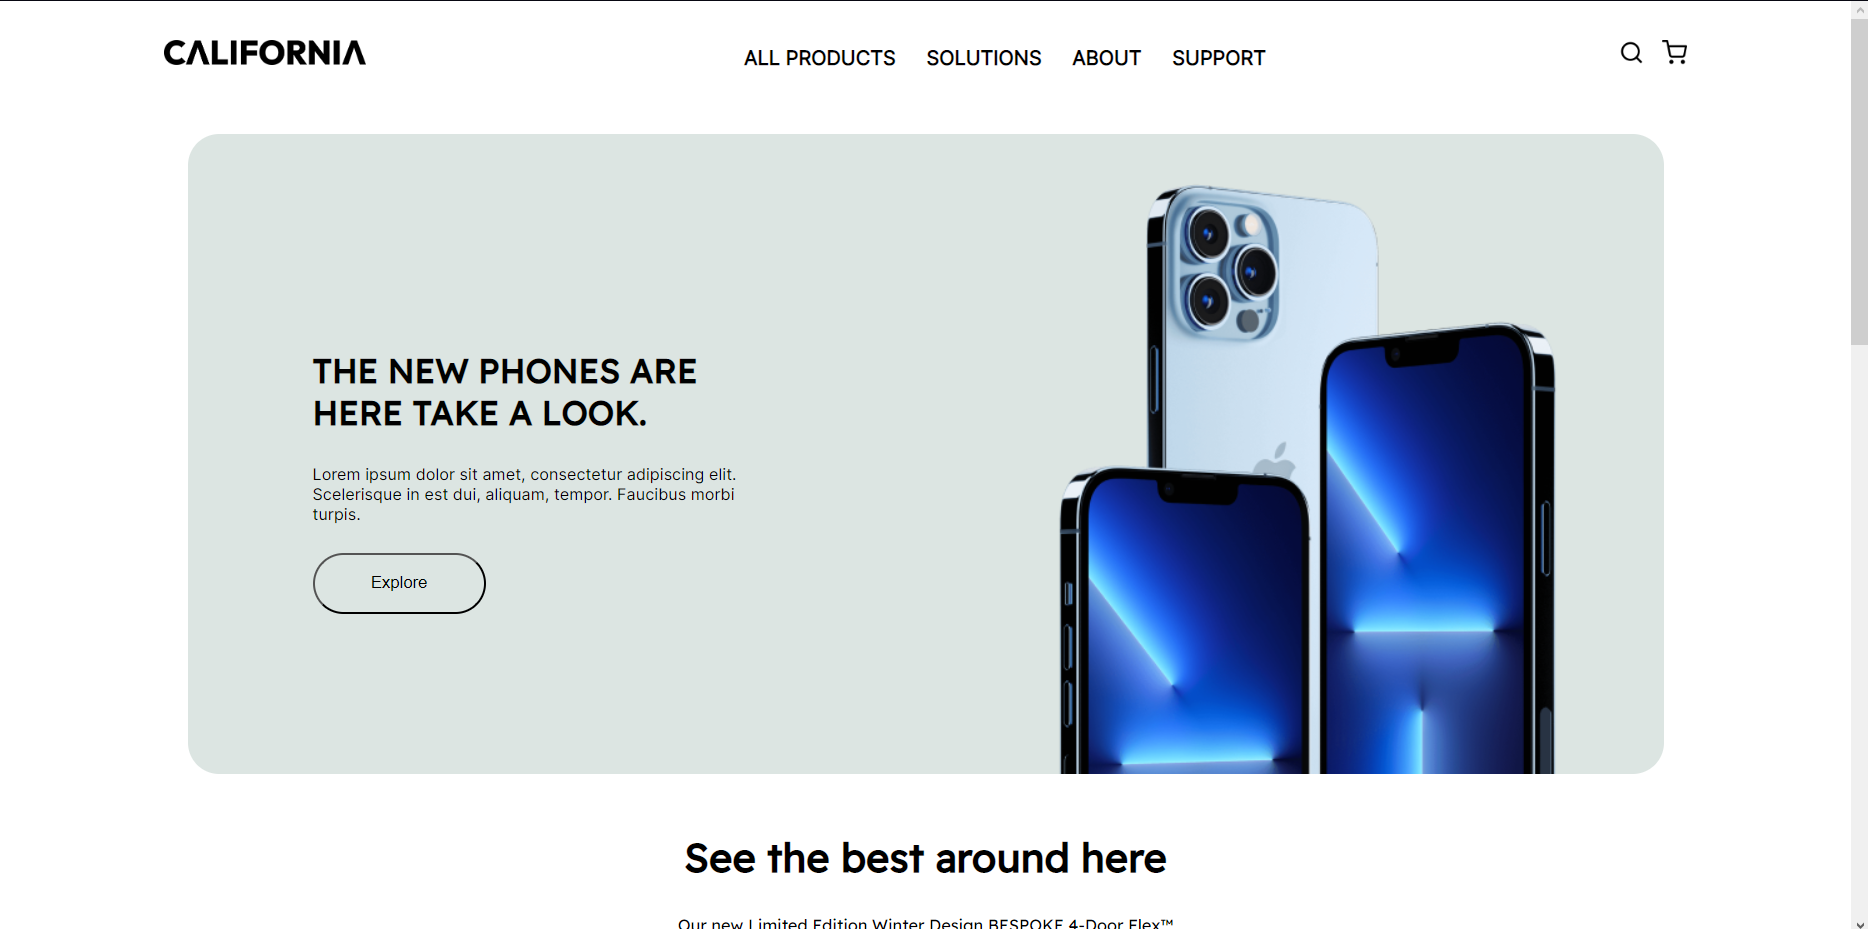 CALIFORNIA
ALL PRODUCTS SOLUTIONS ABOUT SUPPORT
THE NEW PHONES ARE
HERE TAKE A LOOK.
Lorem ipsum dolor sit amet, consectetur adipiscing elit.
Scelerisque in est dui, aliquam, tempor. Faucibus morbi
turpis.
Explore
See the best around here
Our new Limited Edition Winter Design BESPOKE 4-Door Flex™